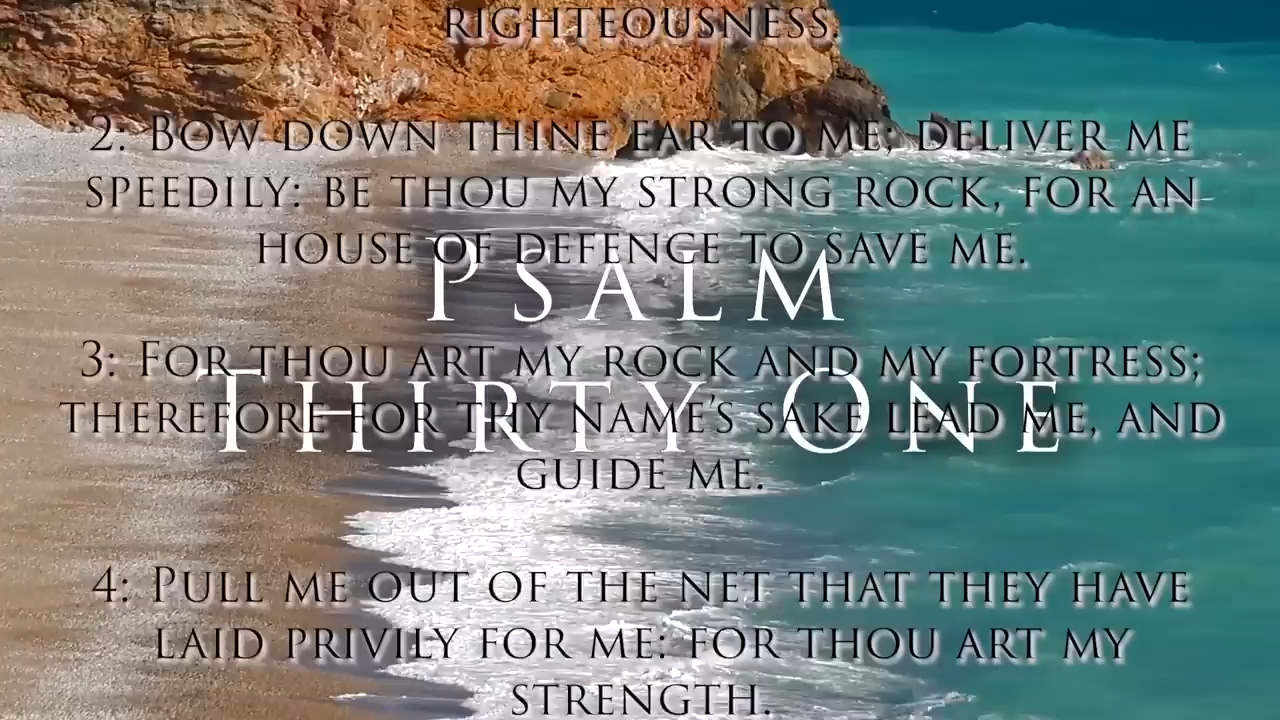 RIGHTEOUSNESS.
2: BOW DOWN THINE EAR TO ME; DELIVER ME
SPEEDILY: BE THOU MY STRONG ROCK, FOR AN
HOUSE OF DEFENCE TO SAVE ME.
PSALM
3: FOR THOU ART MY ROCK AND MY FORTRESS;
THIRTY ONE
THEREFORE FOR THY NAME'S SAKE LEAD ME, AND
GUIDE ME.
4: PULL ME OUT OF THE NET THAT THEY HAVE
LAID PRIVILY FOR ME: FOR THOU ART MY
STRENGTH.